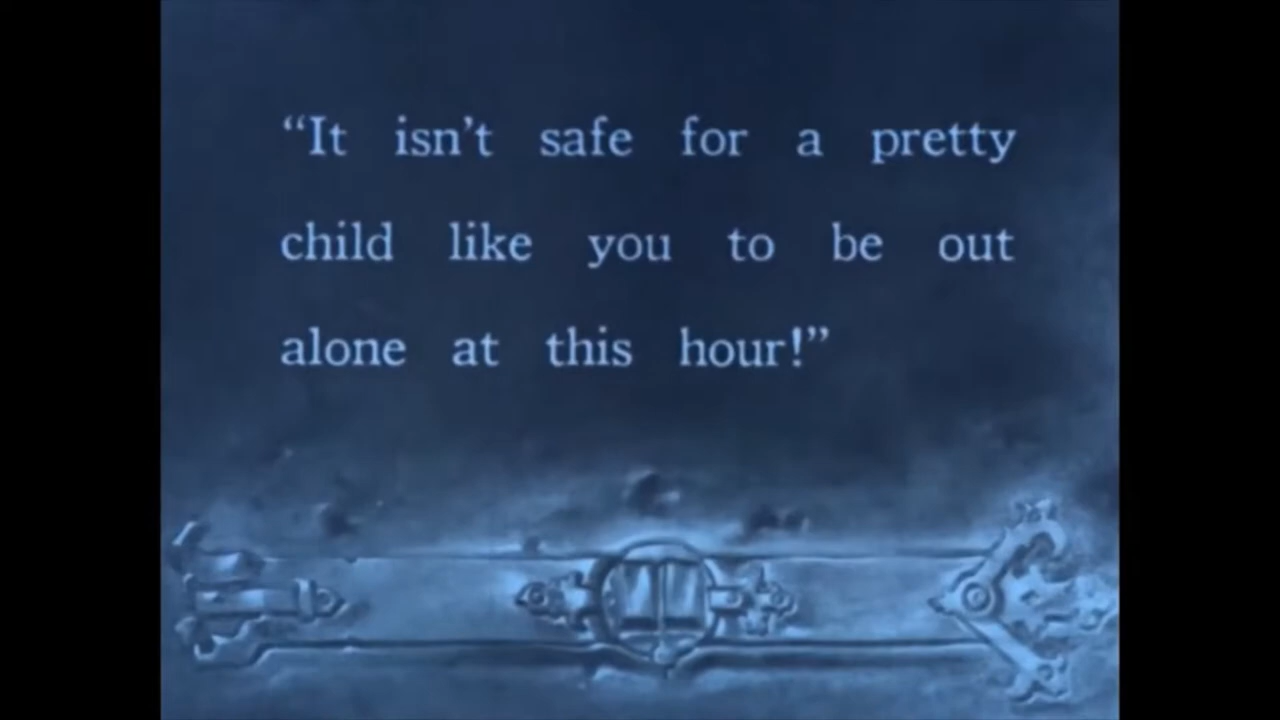 “It isn’t safe for a pretty
child like you to be out
alone at this hour!”